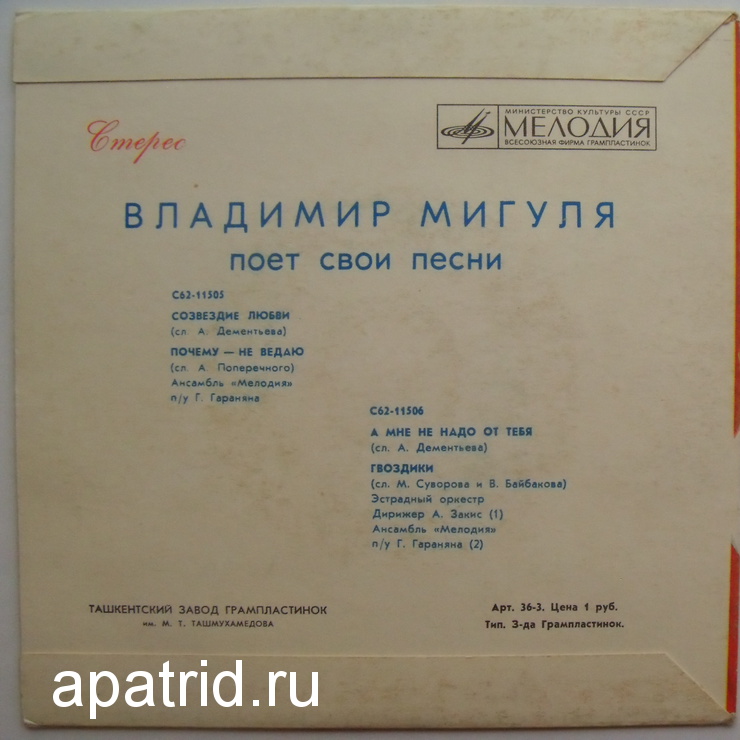 Стерео
МИНИСТЕРСТВО КУЛЬТУРЫ СССР
МЕЛОДИЯ
ВСЕСОЮЗНАЯ ФИРМА ГРАМПЛАСТИНОК
ВЛАДИМИР МИГУЛЯ
поет свои песни
С62-11505
СОЗВЕЗДИЕ ЛЮБВИ
(сл. А. Дементьева)
ПОЧЕМУ — НЕ ВЕДАЮ
(сл. А. Поперечного)
Ансамбль «Мелодия»
п/у Г. Гараняна
С62-11506
А МНЕ НЕ НАДО ОТ ТЕБЯ
(сл. А. Дементьева)
ГВОЗДИКИ
(сл. М. Суворова и В. Байбакова)
Эстрадный оркестр
Дирижер А. Закис (1)
Ансамбль «Мелодия»
п/у Г. Гараняна (2)
ТАШКЕНТСКИЙ ЗАВОД ГРАМПЛАСТИНОК
им. М. Т. ТАШМУХАМЕДОВА
Арт. 36-3. Цена 1 руб.
Тип. З-да Грампластинок.
apatrid.ru